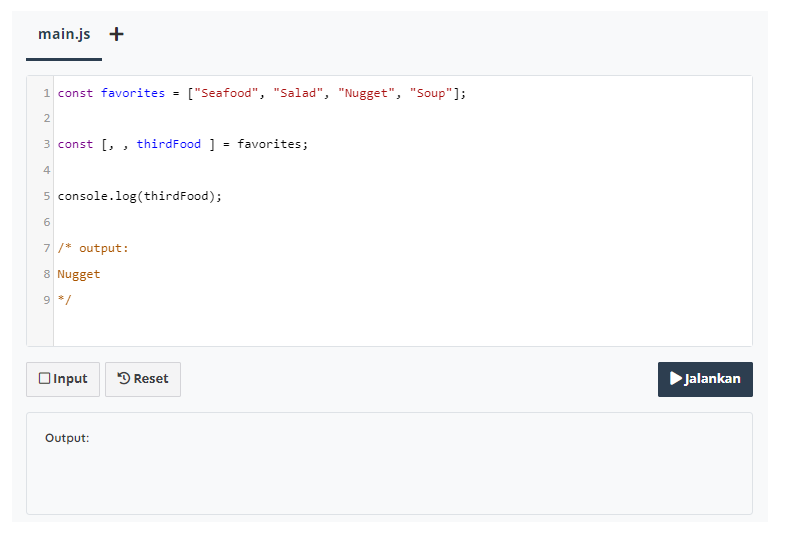 main.js +
1 const favorites = ["Seafood", "Salad", "Nugget", "Soup"];
2
3 const [, , thirdFood ] = favorites;
4
5 console.log(thirdFood);
6
7 /* output:
8 Nugget
9 */
Input Reset Jalankan
Output: